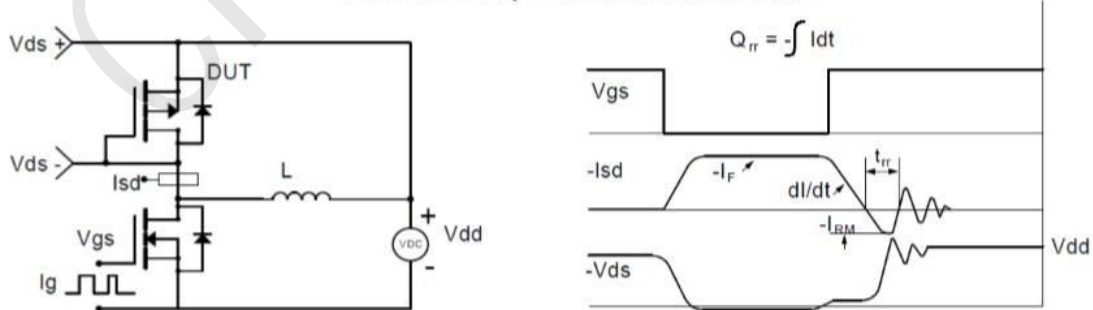 Vds +
DUT
Vds -
Isd
L
Vgs
Ig
+
VDC
-
Vdd
Qrr = -∫ Idt
Vgs
-Isd
-IF
dI/dt
trr
-IRM
-Vds
Vdd